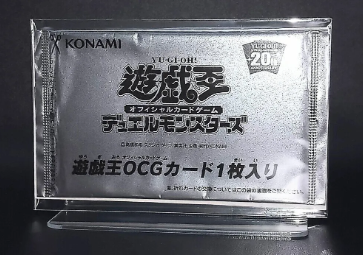 KONAMI
YU-GI-OH!
20th
遊戯王
オフィシャルカードゲーム
デュエルモンスターズ
遊戯王OCGカード1枚入り